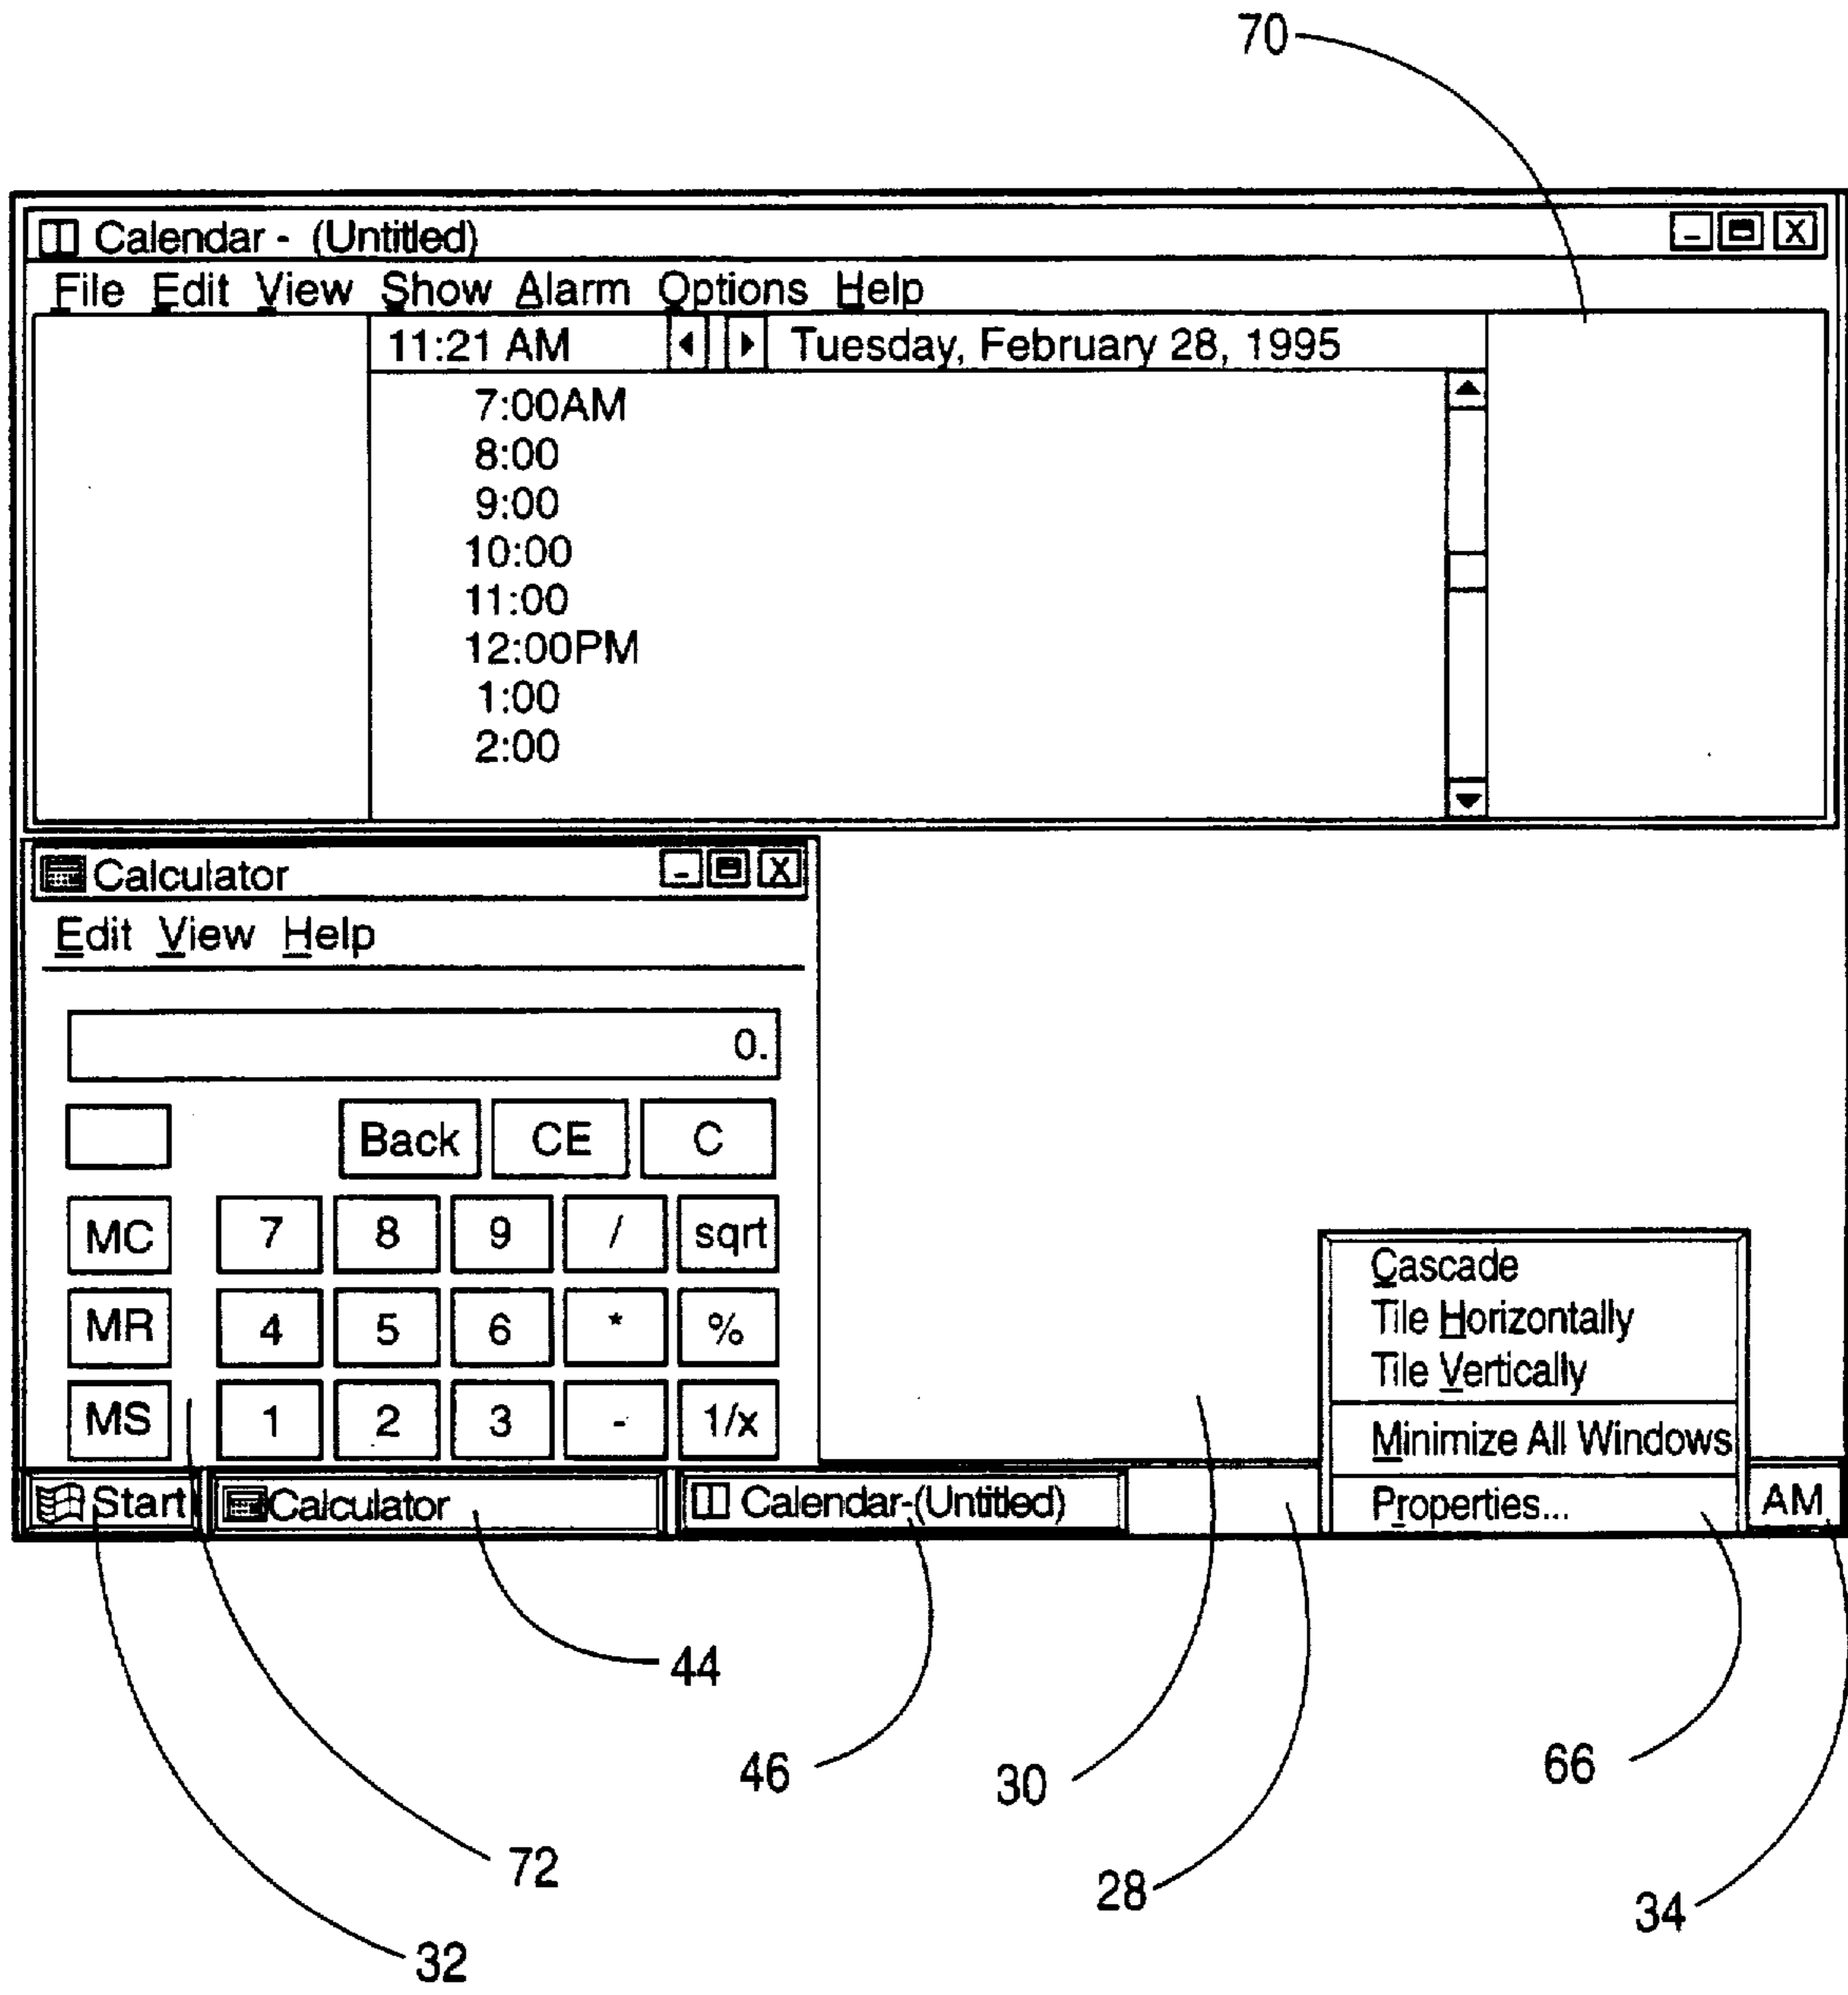 70
Calendar - (Untitled)
File Edit View Show Alarm Options Help
11:21 AM Tuesday, February 28, 1995
7:00AM
8:00
9:00
10:00
11:00
12:00PM
1:00
2:00
Calculator
Edit View Help
0.
Back CE C
MC 7 8 9 / sqrt
MR 4 5 6 * %
MS 1 2 3 - 1/x
Cascade
Tile Horizontally
Tile Vertically
Minimize All Windows
Properties...
Start Calculator Calendar-(Untitled) AM
44
46 30 66
72 28 34
32